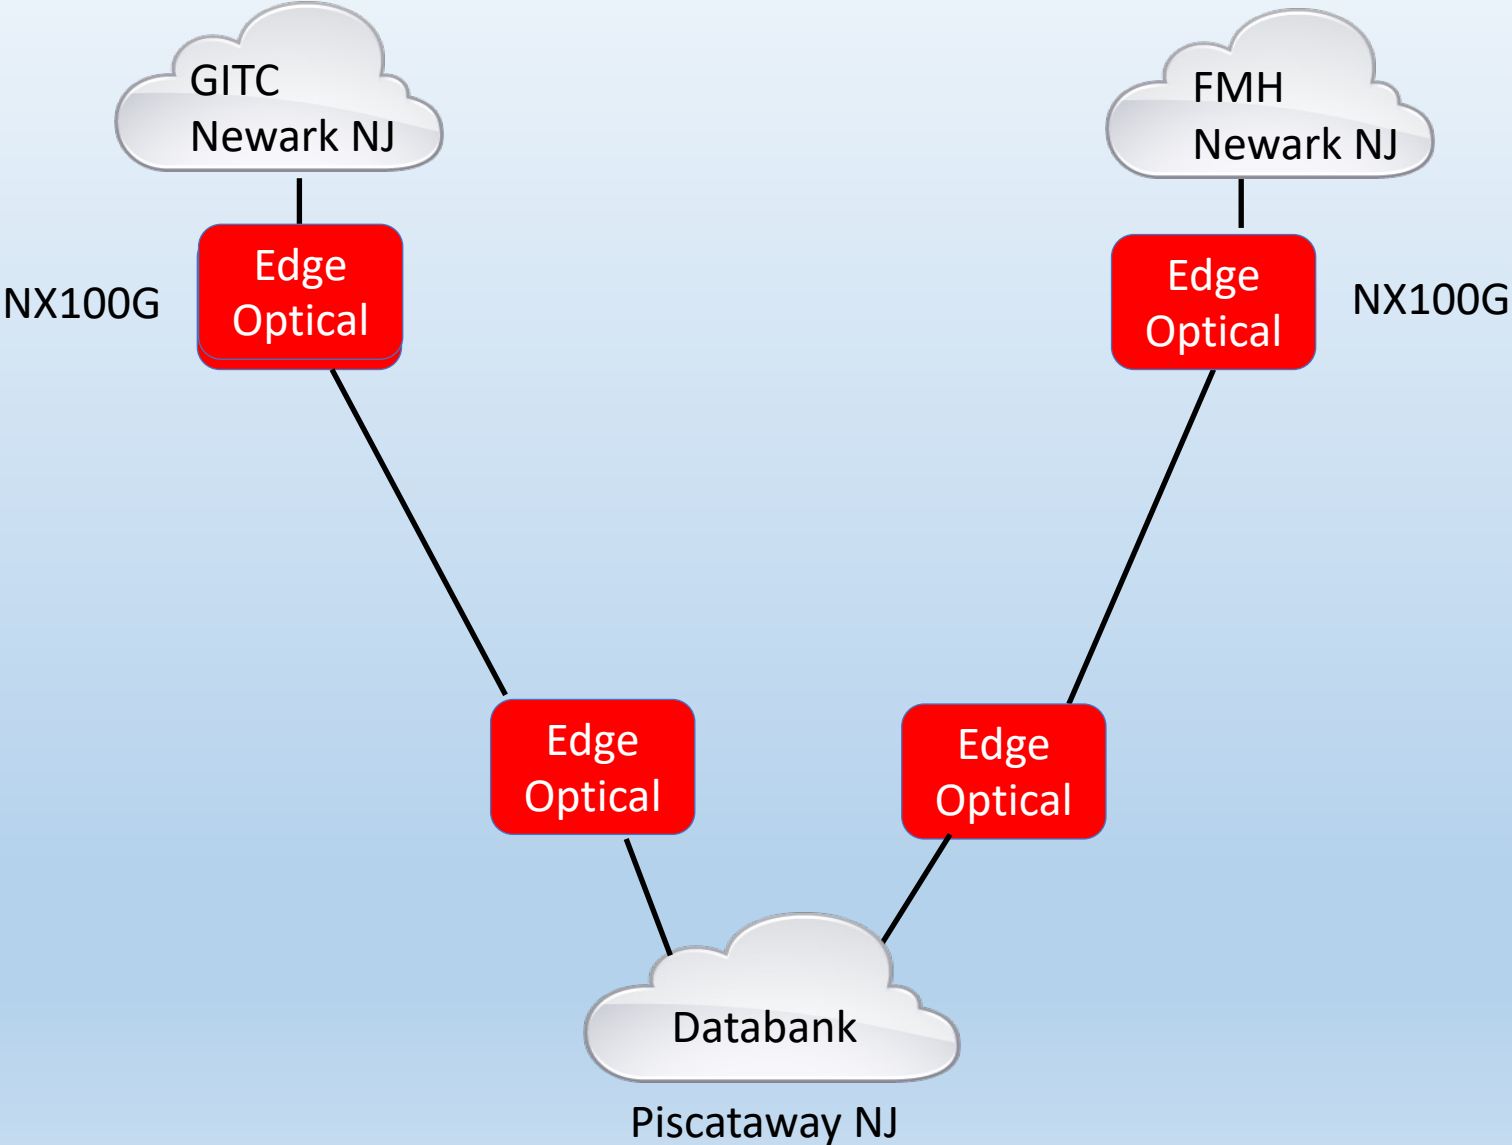 GITC
Newark NJ
FMH
Newark NJ
NX100G
Edge
Optical
Edge
Optical
NX100G
Edge
Optical
Edge
Optical
Databank
Piscataway NJ